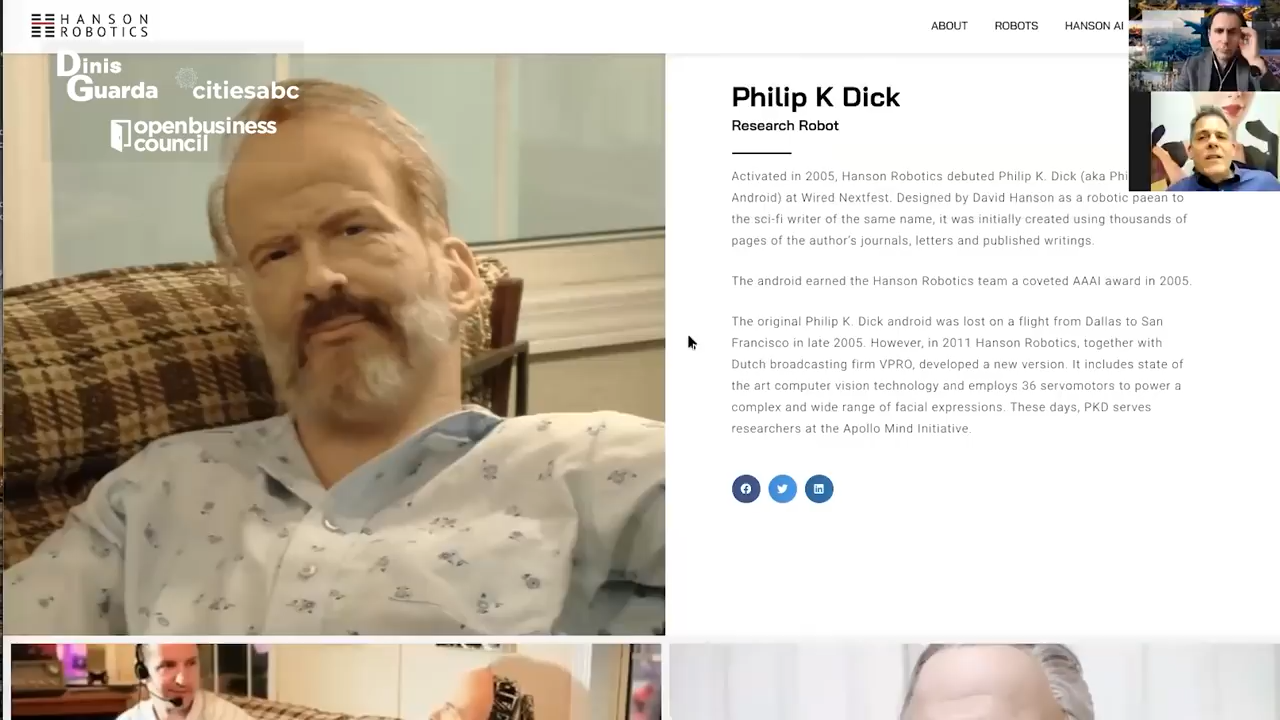 HANSON
ROBOTICS
ABOUT
ROBOTS
HANSON AI
Dinis
Guarda
citiesabc
openbusiness
council
Philip K Dick
Research Robot
Activated in 2005, Hanson Robotics debuted Philip K. Dick (aka Phi
Android) at Wired Nextfest. Designed by David Hanson as a robotic paean to
the sci-fi writer of the same name, it was initially created using thousands of
pages of the author's journals, letters and published writings.
The android earned the Hanson Robotics team a coveted AAAI award in 2005.
The original Philip K. Dick android was lost on a flight from Dallas to San
Francisco in late 2005. However, in 2011 Hanson Robotics, together with
Dutch broadcasting firm VPRO, developed a new version. It includes state of
the art computer vision technology and employs 36 servomotors to power a
complex and wide range of facial expressions. These days, PKD serves
researchers at the Apollo Mind Initiative.